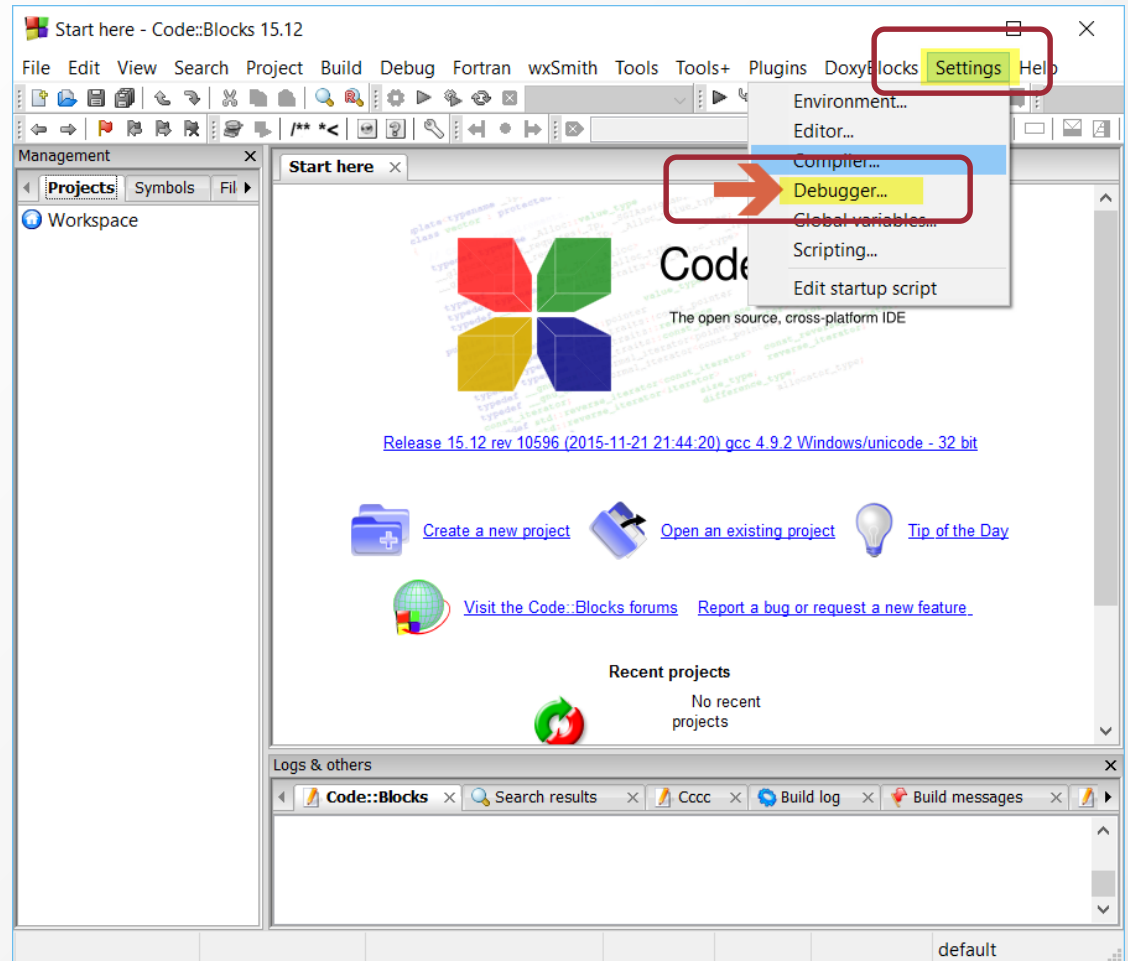 Start here - Code::Blocks 15.12
File Edit View Search Project Build Debug Fortran wxSmith Tools Tools+ Plugins DoxyBlocks Settings Help
/** *<
Environment...
Editor...
Compiler...
Debugger...
Global variables...
Scripting...
Edit startup script
Management
Projects Symbols Fil
Workspace
Start here
Code
The open source, cross-platform IDE
Release 15.12 rev 10596 (2015-11-21 21:44:20) gcc 4.9.2 Windows/unicode - 32 bit
Create a new project Open an existing project Tip of the Day
Visit the Code::Blocks forums Report a bug or request a new feature
Recent projects
No recent
projects
Logs & others
Code::Blocks Search results Cccc Build log Build messages
default